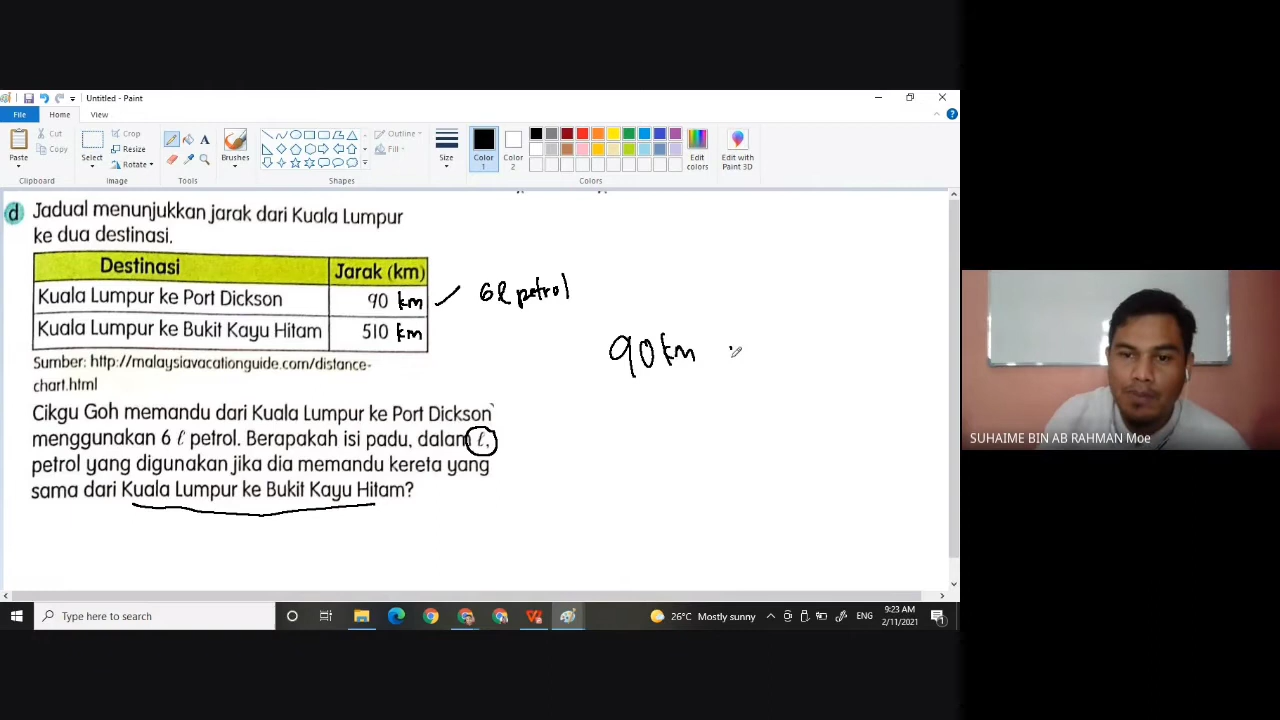 Untitled - Paint
File
Home
View
Paste
Cut
Copy
Clipboard
Select
Crop
Resize
Rotate
Image
Tools
Brushes
Shapes
Outline
Fill
Size
Color 1
Color 2
Edit colors
Colors
Edit with Paint 3D
d Jadual menunjukkan jarak dari Kuala Lumpur
ke dua destinasi.
Destinasi Jarak (km)
Kuala Lumpur ke Port Dickson 90 km
Kuala Lumpur ke Bukit Kayu Hitam 510 km
Sumber: http://malaysiavacationguide.com/distance-
chart.html
Cikgu Goh memandu dari Kuala Lumpur ke Port Dickson
menggunakan 6 ℓ petrol. Berapakah isi padu, dalam ℓ,
petrol yang digunakan jika dia memandu kereta yang
sama dari Kuala Lumpur ke Bukit Kayu Hitam?
6ℓ petrol
90 km
SUHAIME BIN AB RAHMAN Moe
Type here to search
26°C Mostly sunny
ENG
9:23 AM
2/11/2021